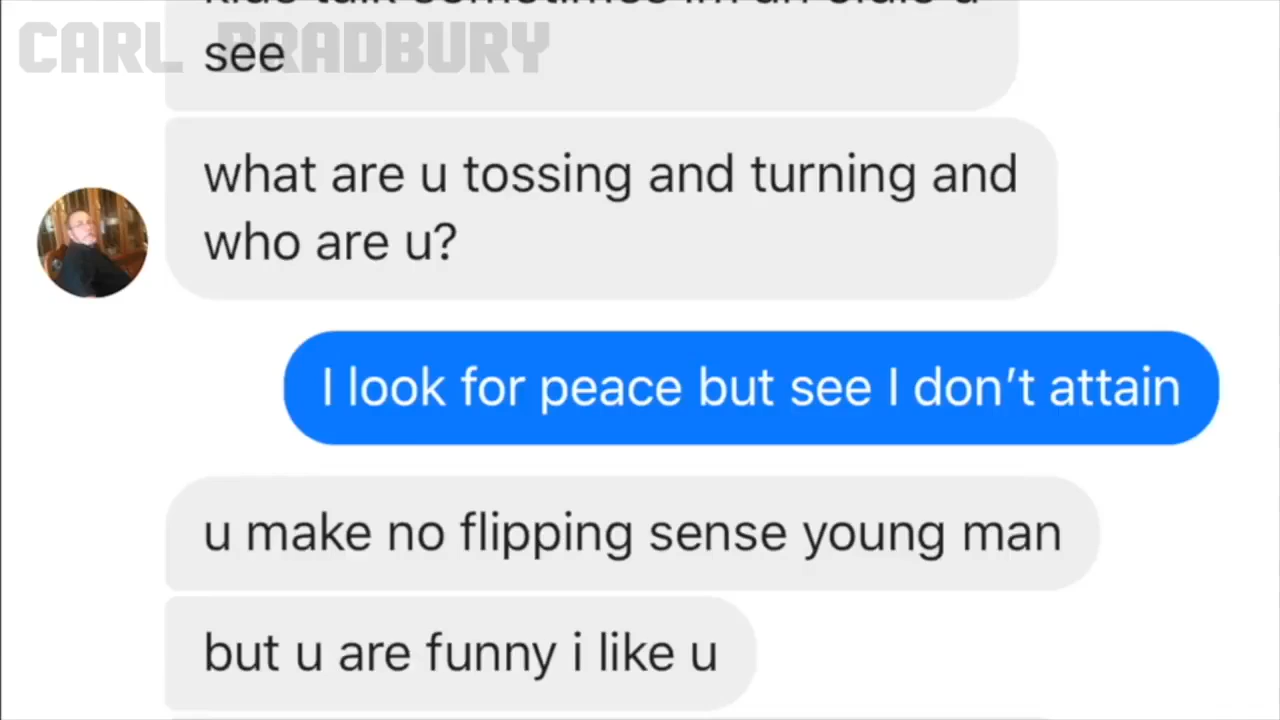 CARL BRADBURY
see
what are u tossing and turning and
who are u?
I look for peace but see I don't attain
u make no flipping sense young man
but u are funny i like u